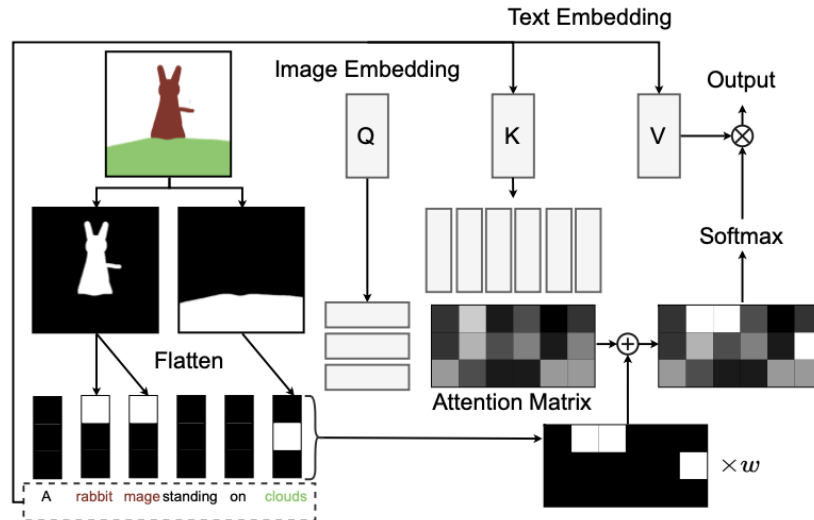 Text Embedding
Image Embedding
Output
Q
K
V
Softmax
Flatten
Attention Matrix
×w
A rabbit mage standing on clouds